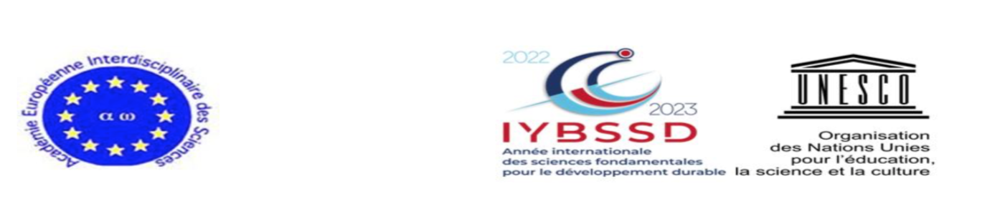 Académie Européenne Interdisciplinaire des Sciences
α ω
2022
2023
IYBSSD
Année internationale
des sciences fondamentales
pour le développement durable
UNESCO
Organisation
des Nations Unies
pour l'éducation,
la science et la culture